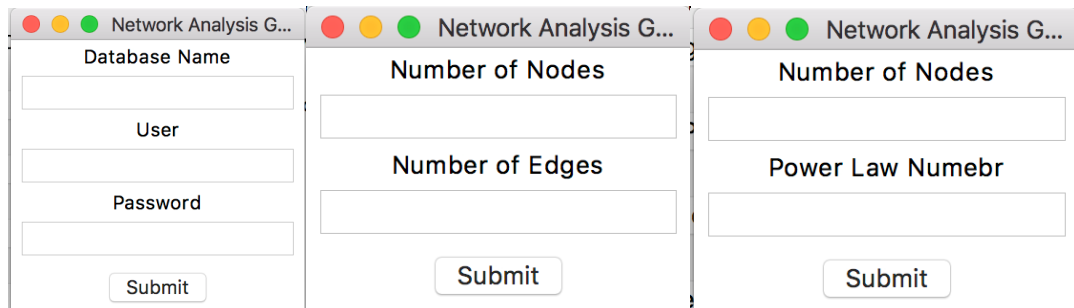 Network Analysis G...
Database Name
User
Password
Submit
Network Analysis G...
Number of Nodes
Number of Edges
Submit
Network Analysis G...
Number of Nodes
Power Law Numebr
Submit